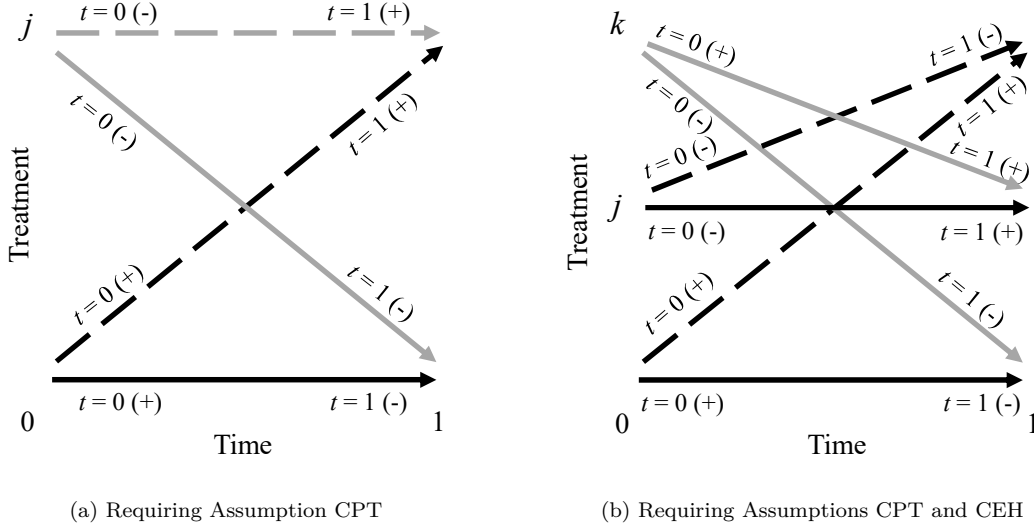 j
t = 0 (-)
t = 1 (+)
t = 0 (-)
t = 1 (+)
Treatment
t = 0 (+)
t = 1 (-)
t = 0 (+)
t = 1 (-)
0
1
Time
(a) Requiring Assumption CPT
k
t = 0 (+)
t = 1 (-)
t = 0 (-)
t = 1 (+)
t = 0 (-)
t = 1 (+)
j
t = 0 (-)
t = 1 (+)
Treatment
t = 0 (+)
t = 1 (-)
t = 0 (+)
t = 1 (-)
0
1
Time
(b) Requiring Assumptions CPT and CEH